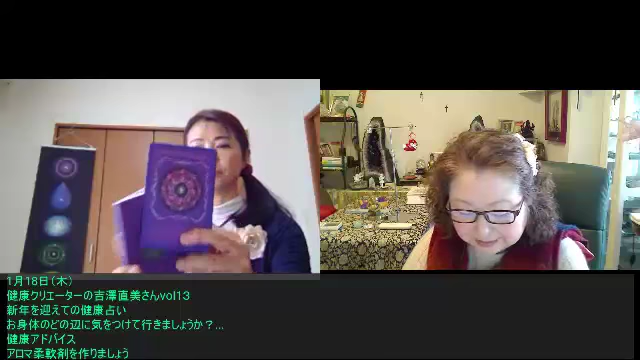 1月18日(木)
健康クリエーターの吉澤直美さんvol13
新年を迎えての健康占い
お身体のどの辺に気をつけて行きましょうか？...
健康アドバイス
アロマ柔軟剤を作りましょう